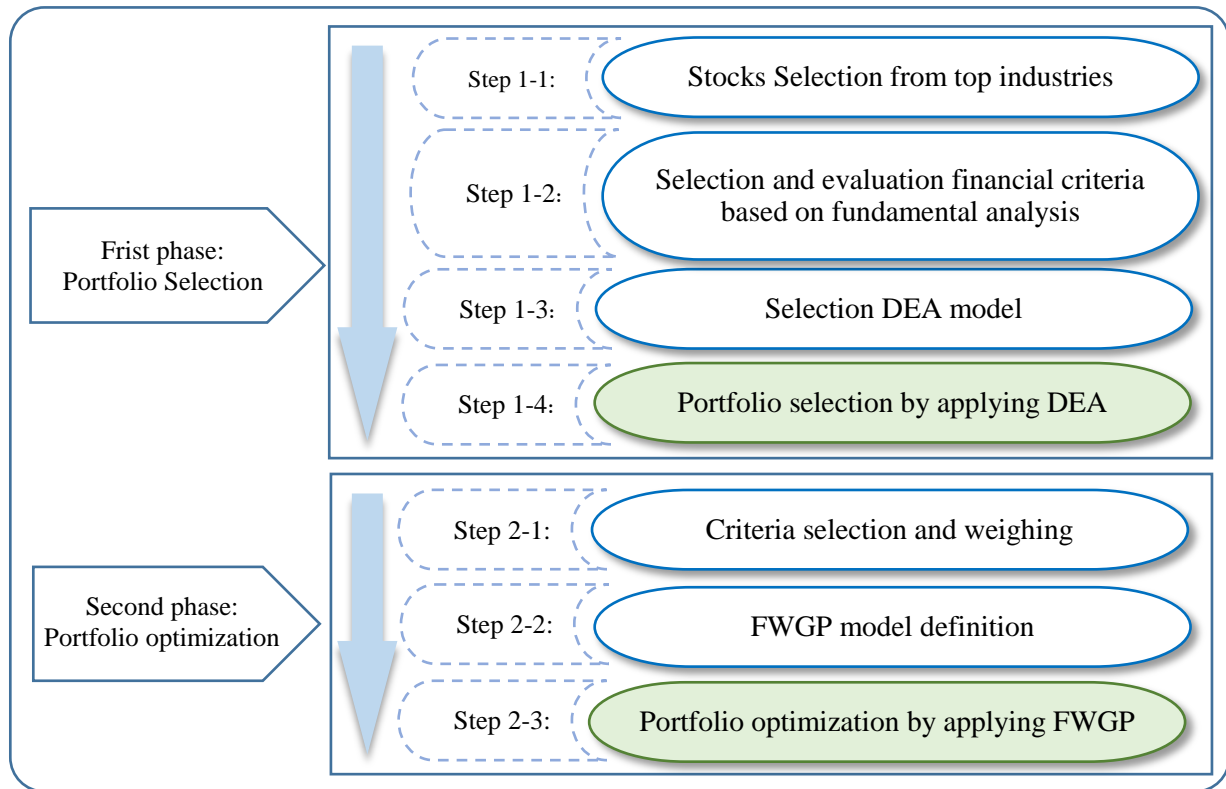 Step 1-1:
Stocks Selection from top industries
Step 1-2:
Selection and evaluation financial criteria
based on fundamental analysis
Frist phase:
Portfolio Selection
Step 1-3:
Selection DEA model
Step 1-4:
Portfolio selection by applying DEA
Step 2-1:
Criteria selection and weighing
Second phase:
Portfolio optimization
Step 2-2:
FWGP model definition
Step 2-3:
Portfolio optimization by applying FWGP